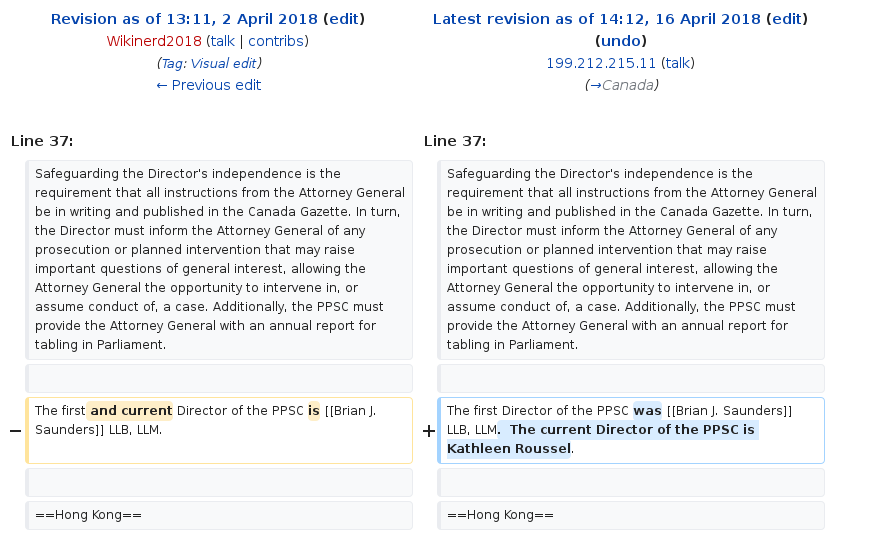 Revision as of 13:11, 2 April 2018 (edit)
Wikinerd2018 (talk | contribs)
(Tag: Visual edit)
← Previous edit
Latest revision as of 14:12, 16 April 2018 (edit)
(undo)
199.212.215.11 (talk)
(→Canada)
Line 37:
Line 37:
Safeguarding the Director's independence is the
requirement that all instructions from the Attorney General
be in writing and published in the Canada Gazette. In turn,
the Director must inform the Attorney General of any
prosecution or planned intervention that may raise
important questions of general interest, allowing the
Attorney General the opportunity to intervene in, or
assume conduct of, a case. Additionally, the PPSC must
provide the Attorney General with an annual report for
tabling in Parliament.
Safeguarding the Director's independence is the
requirement that all instructions from the Attorney General
be in writing and published in the Canada Gazette. In turn,
the Director must inform the Attorney General of any
prosecution or planned intervention that may raise
important questions of general interest, allowing the
Attorney General the opportunity to intervene in, or
assume conduct of, a case. Additionally, the PPSC must
provide the Attorney General with an annual report for
tabling in Parliament.
− The first and current Director of the PPSC is [[Brian J.
Saunders]] LLB, LLM.
+ The first Director of the PPSC was [[Brian J. Saunders]]
LLB, LLM.  The current Director of the PPSC is
Kathleen Roussel.
==Hong Kong==
==Hong Kong==